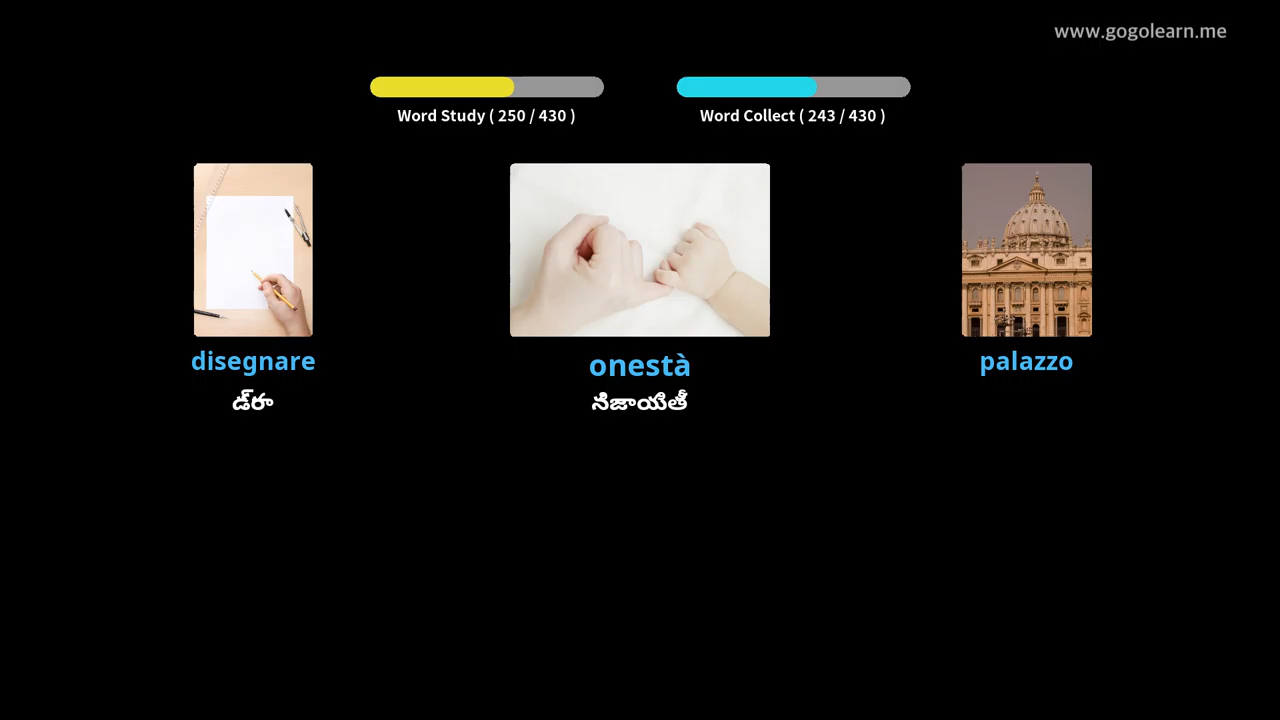 www.gogolearn.me
Word Study ( 250 / 430 )
Word Collect ( 243 / 430 )
disegnare
onestà
palazzo
డ్రా
నిజాయితీ